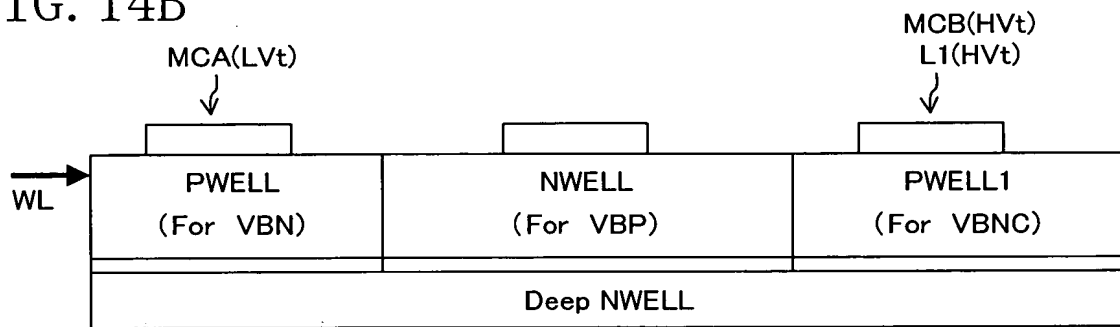 IG. 14B
MCA(LVt)
MCB(HVt)
L1(HVt)
WL
PWELL
(For VBN)
NWELL
(For VBP)
PWELL1
(For VBNC)
Deep NWELL